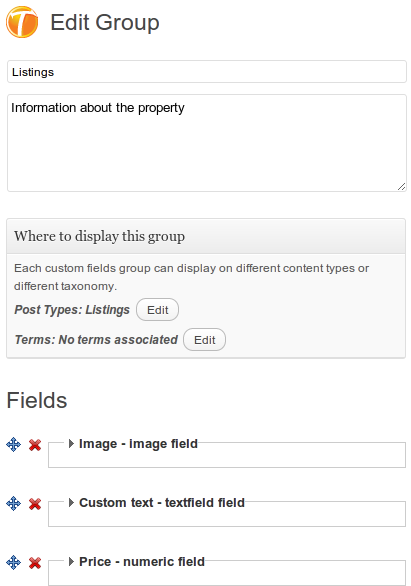 Edit Group
Listings
Information about the property
Where to display this group
Each custom fields group can display on different content types or
different taxonomy.
Post Types: Listings Edit
Terms: No terms associated Edit
Fields
Image - image field
Custom text - textfield field
Price - numeric field